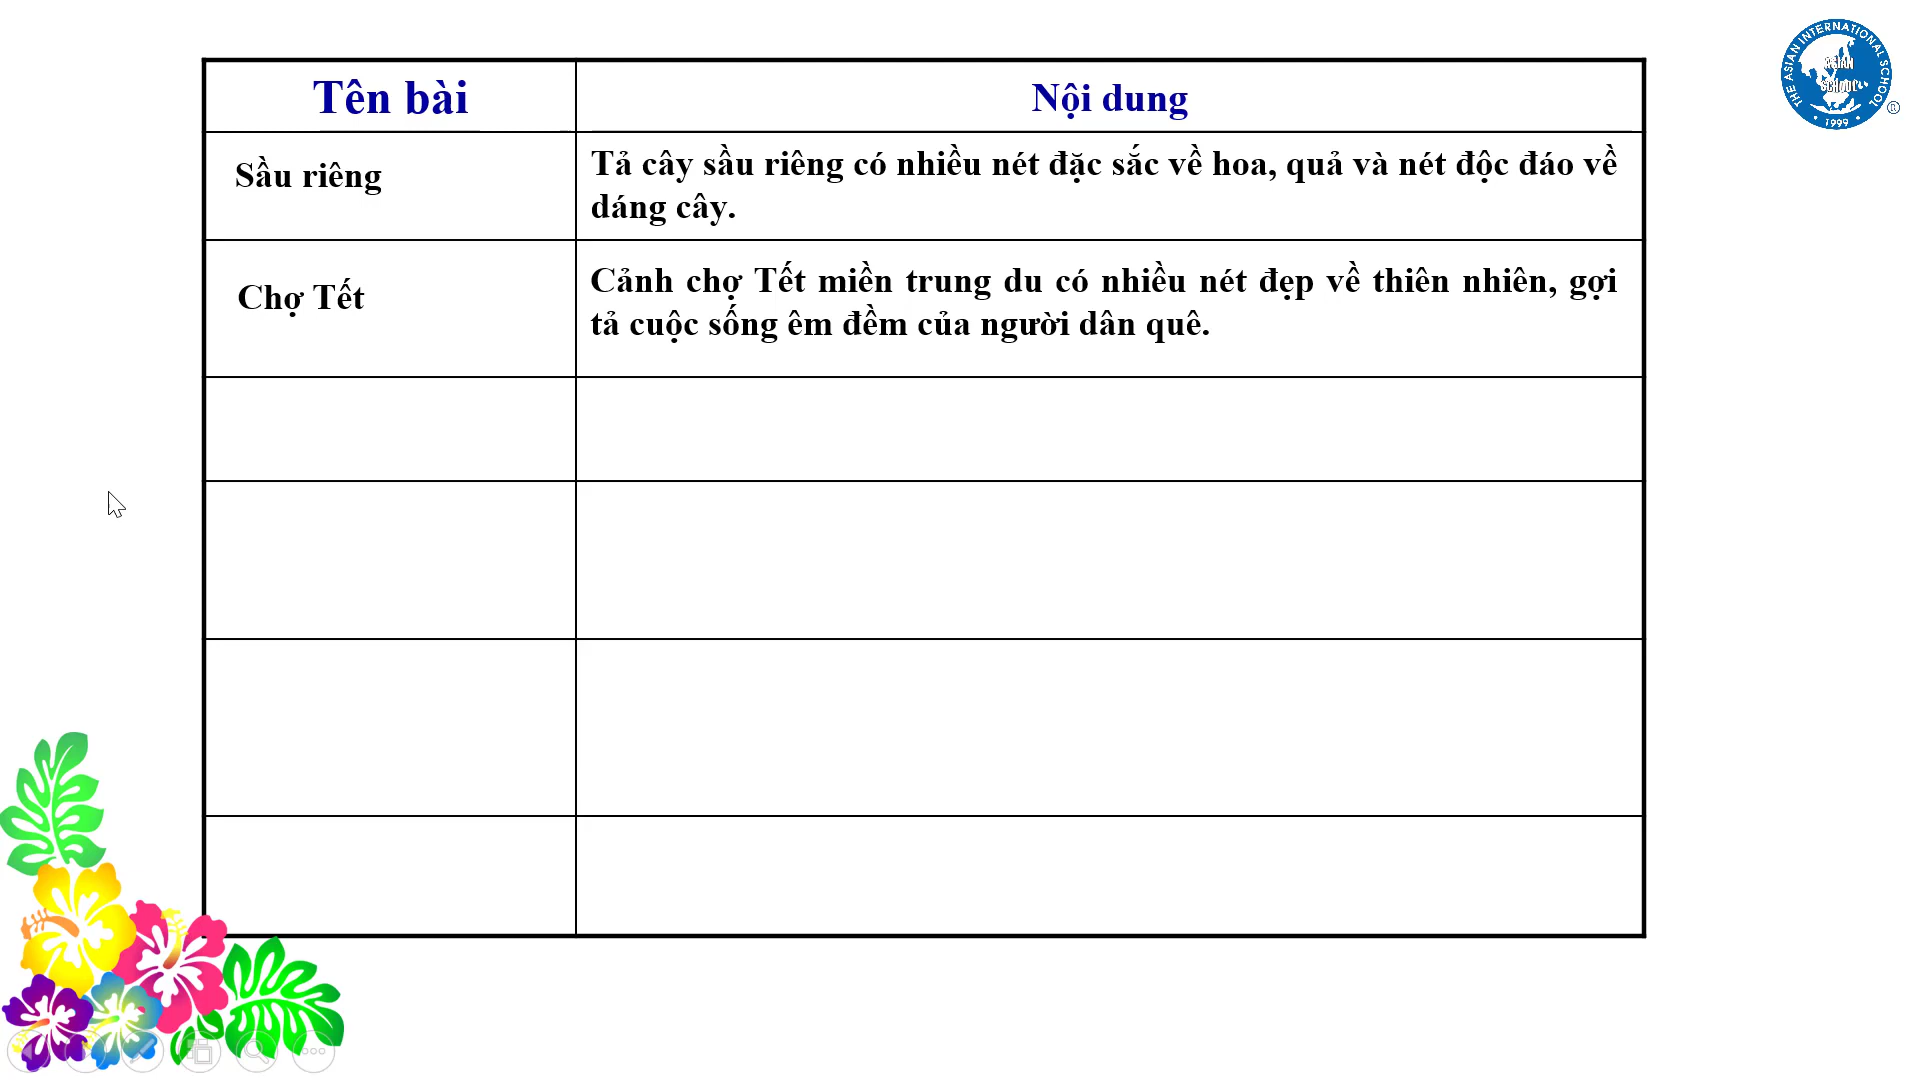 Tên bài
Nội dung
Sầu riêng
Tả cây sầu riêng có nhiều nét đặc sắc về hoa, quả và nét độc đáo về
dáng cây.
Chợ Tết
Cảnh chợ Tết miền trung du có nhiều nét đẹp về thiên nhiên, gợi
tả cuộc sống êm đềm của người dân quê.
THE ASIAN INTERNATIONAL SCHOOL
ASIAN
SCHOOL
1999
®